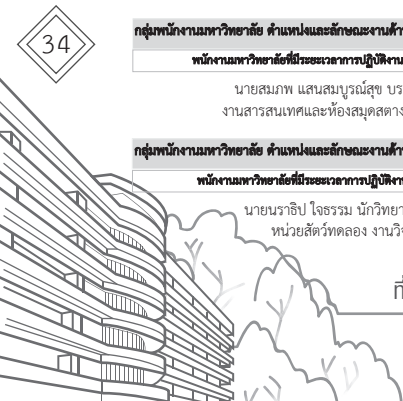 34
กลุ่มพนักงานมหาวิทยาลัย ตำแหน่งและลักษณะงานด้า
พนักงานมหาวิทยาลัยที่มีระยะเวลาการปฏิบัติงาน
นายสมภพ แสนสมบูรณ์สุข บร
งานสารสนเทศและห้องสมุดสตาง
กลุ่มพนักงานมหาวิทยาลัย ตำแหน่งและลักษณะงานด้า
พนักงานมหาวิทยาลัยที่มีระยะเวลาการปฏิบัติงาน
นายนราธิป ใจธรรม นักวิทยา
หน่วยสัตว์ทดลอง งานวิจ
ที่